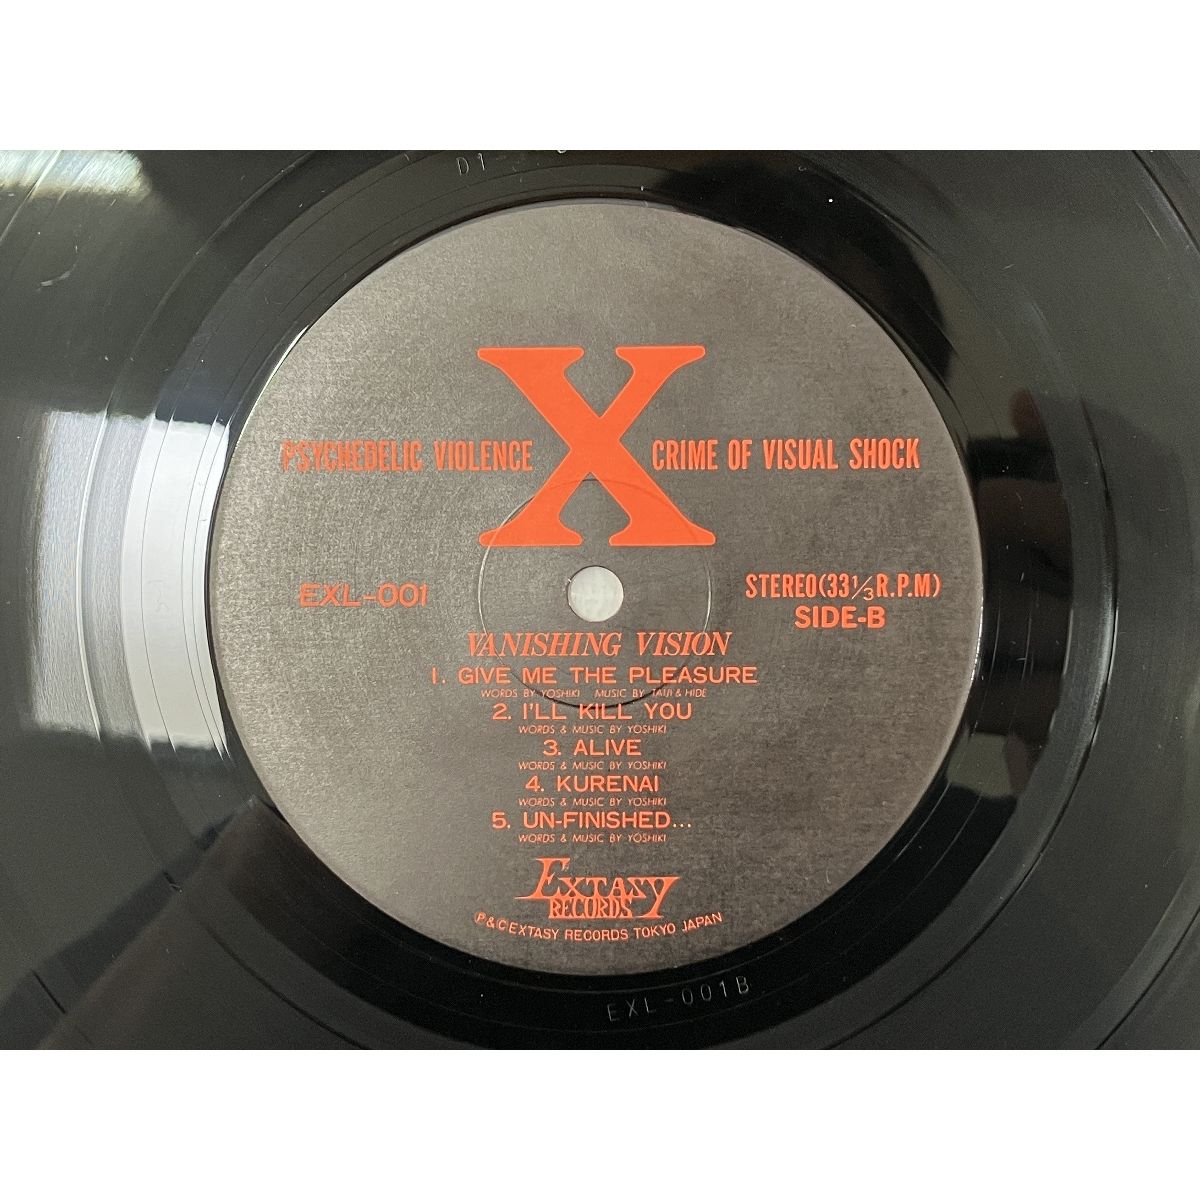 D1
X
PSYCHEDELIC VIOLENCE CRIME OF VISUAL SHOCK
EXL-001
STEREO(33 1/3 R.P.M)
SIDE-B
VANISHING VISION
1. GIVE ME THE PLEASURE
WORDS BY YOSHIKI MUSIC BY TAIJI & HIDE
2. I'LL KILL YOU
WORDS & MUSIC BY YOSHIKI
3. ALIVE
WORDS & MUSIC BY YOSHIKI
4. KURENAI
WORDS & MUSIC BY YOSHIKI
5. UN-FINISHED...
WORDS & MUSIC BY YOSHIKI
EXTASY
RECORDS
P & C EXTASY RECORDS TOKYO JAPAN
EXL-001B